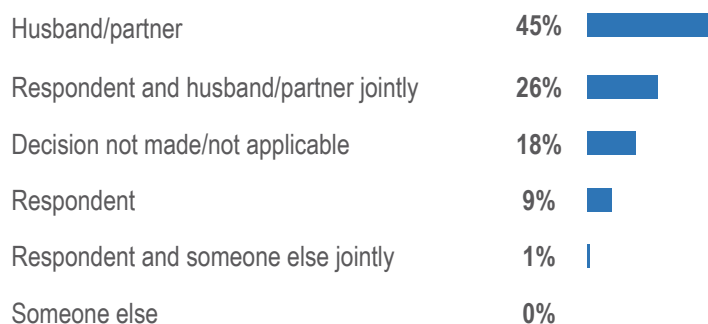 Husband/partner 45%
Respondent and husband/partner jointly 26%
Decision not made/not applicable 18%
Respondent 9%
Respondent and someone else jointly 1%
Someone else 0%